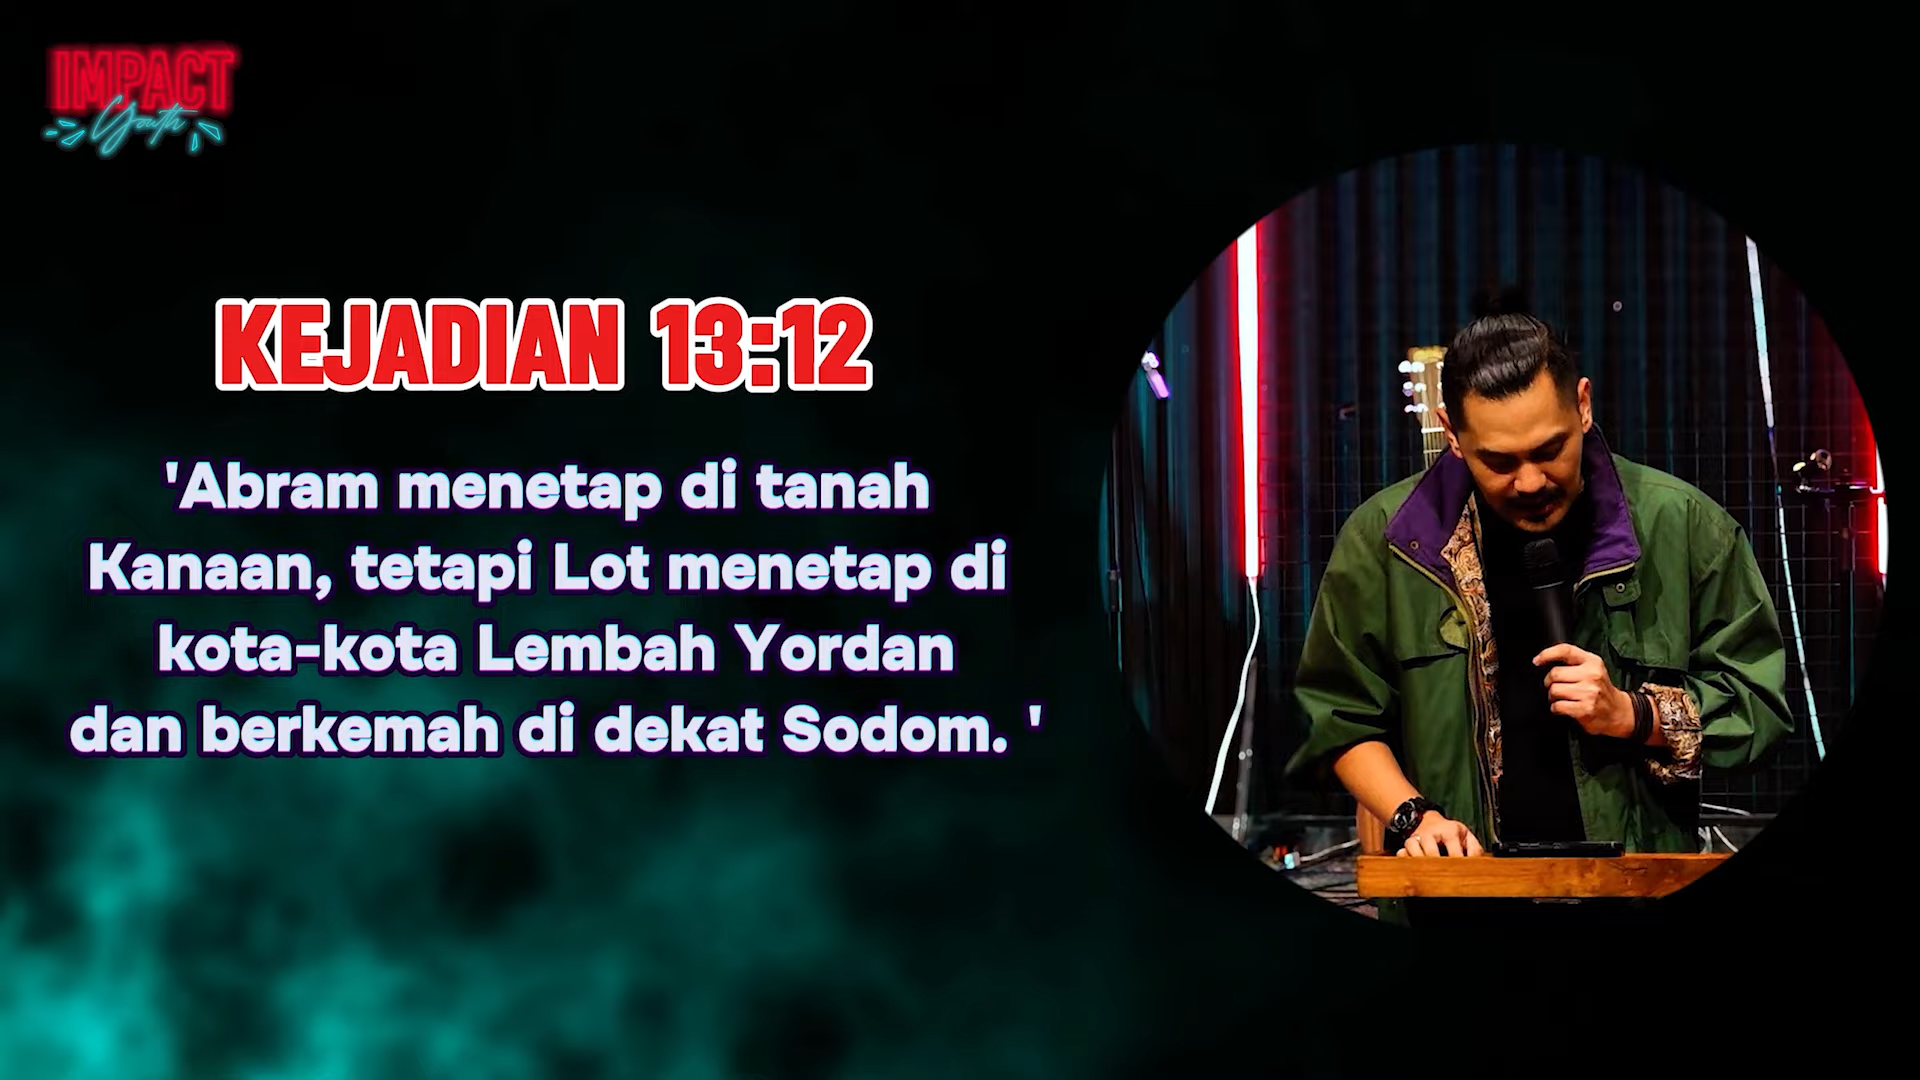 IMPACT
Youth
KEJADIAN 13:12
'Abram menetap di tanah
Kanaan, tetapi Lot menetap di
kota-kota Lembah Yordan
dan berkemah di dekat Sodom. '